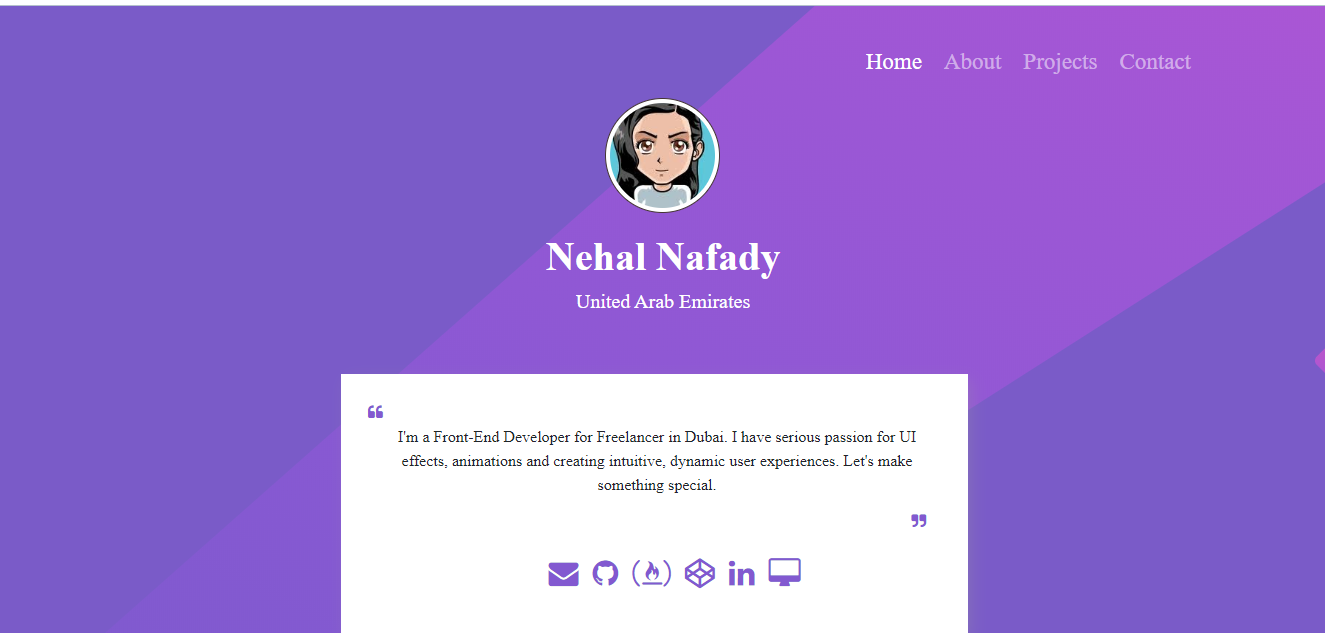 Home About Projects Contact
Nehal Nafady
United Arab Emirates
“
I'm a Front-End Developer for Freelancer in Dubai. I have serious passion for UI
effects, animations and creating intuitive, dynamic user experiences. Let's make
something special.
”